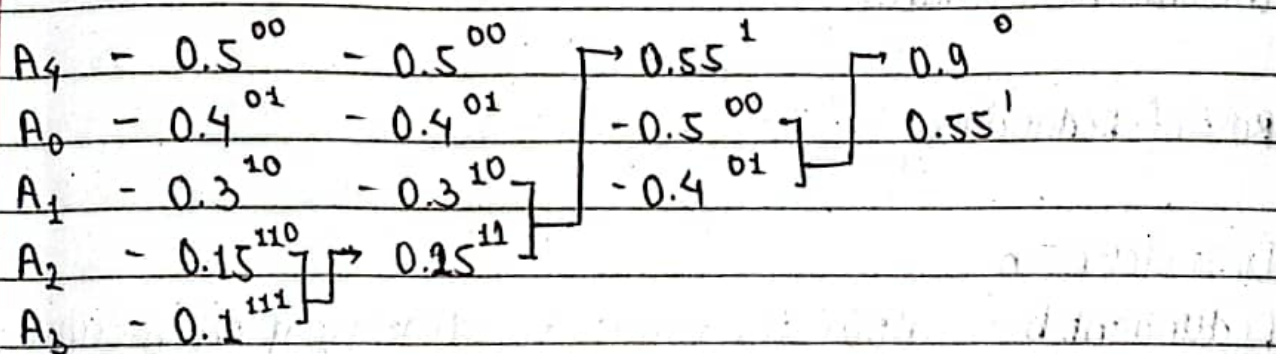 A4 - 0.5 00 - 0.5 00 → 0.55 1 → 0.9 0
A0 - 0.4 01 - 0.4 01 - 0.5 00 0.55 1
A1 - 0.3 10 - 0.3 10 - 0.4 01
A2 - 0.15 110 → 0.25 11
A3 - 0.1 111